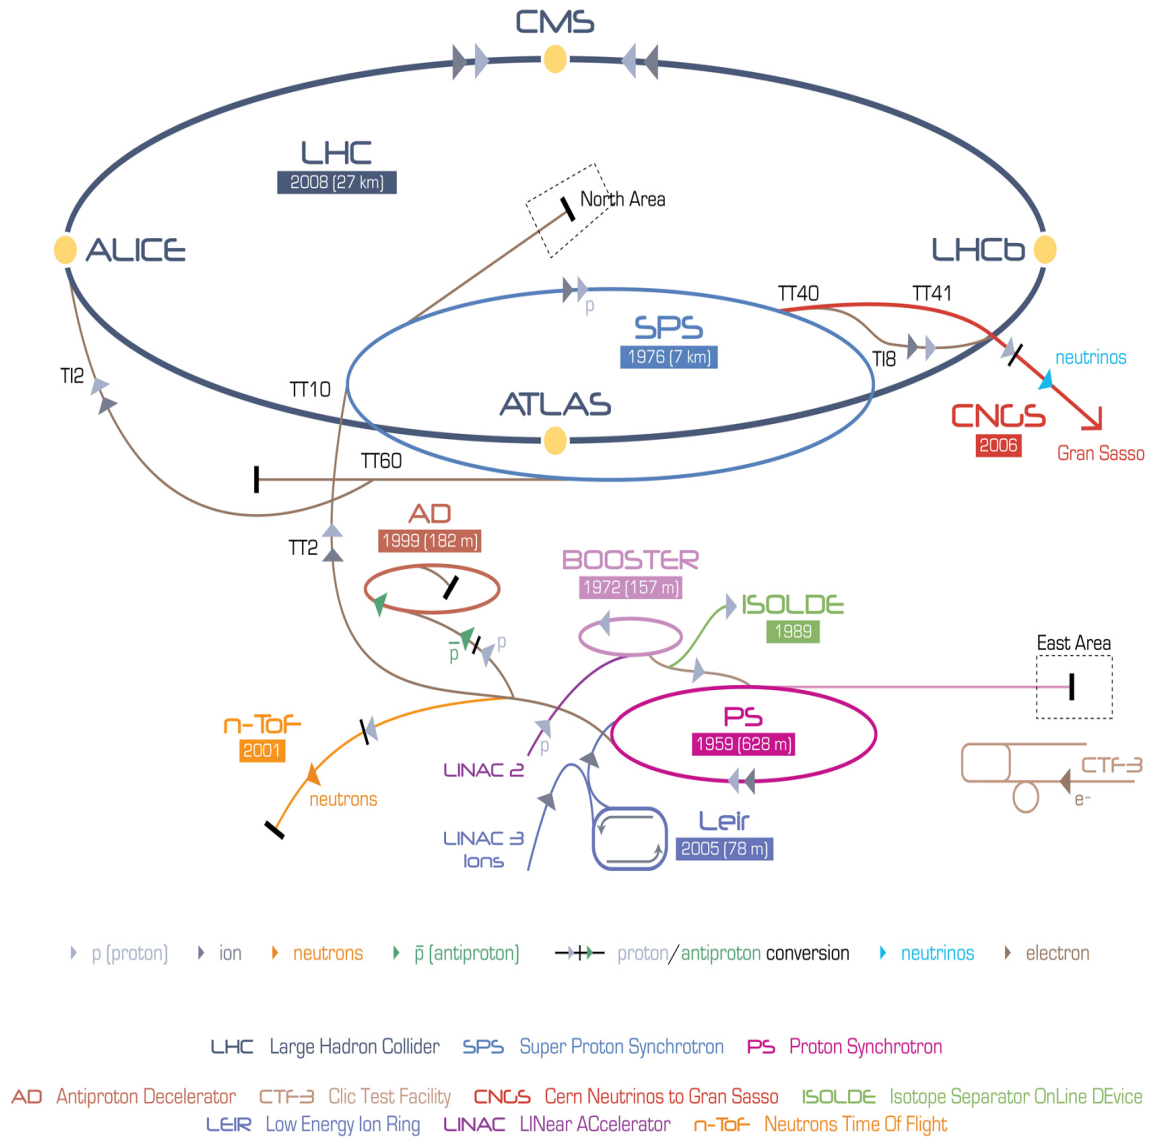 CMS
LHC
2008 (27 km)
North Area
ALICE
LHCb
p
TT40
TT41
SPS
1976 (7 km)
TI8
neutrinos
TI2
TT10
ATLAS
CNGS
2006
Gran Sasso
TT60
AD
1999 (182 m)
TT2
BOOSTER
1972 (157 m)
ISOLDE
1989
p̅
p
East Area
n-ToF
2001
PS
1959 (628 m)
p
LINAC 2
neutrons
CTF-3
e-
LINAC 3
Ions
Leir
2005 (78 m)
p (proton)
ion
neutrons
p̅ (antiproton)
proton/antiproton conversion
neutrinos
electron
LHC Large Hadron Collider SPS Super Proton Synchrotron PS Proton Synchrotron
AD Antiproton Decelerator CTF-3 Clic Test Facility CNGS Cern Neutrinos to Gran Sasso ISOLDE Isotope Separator OnLine DEvice
LEIR Low Energy Ion Ring LINAC LINear ACcelerator n-ToF Neutrons Time Of Flight